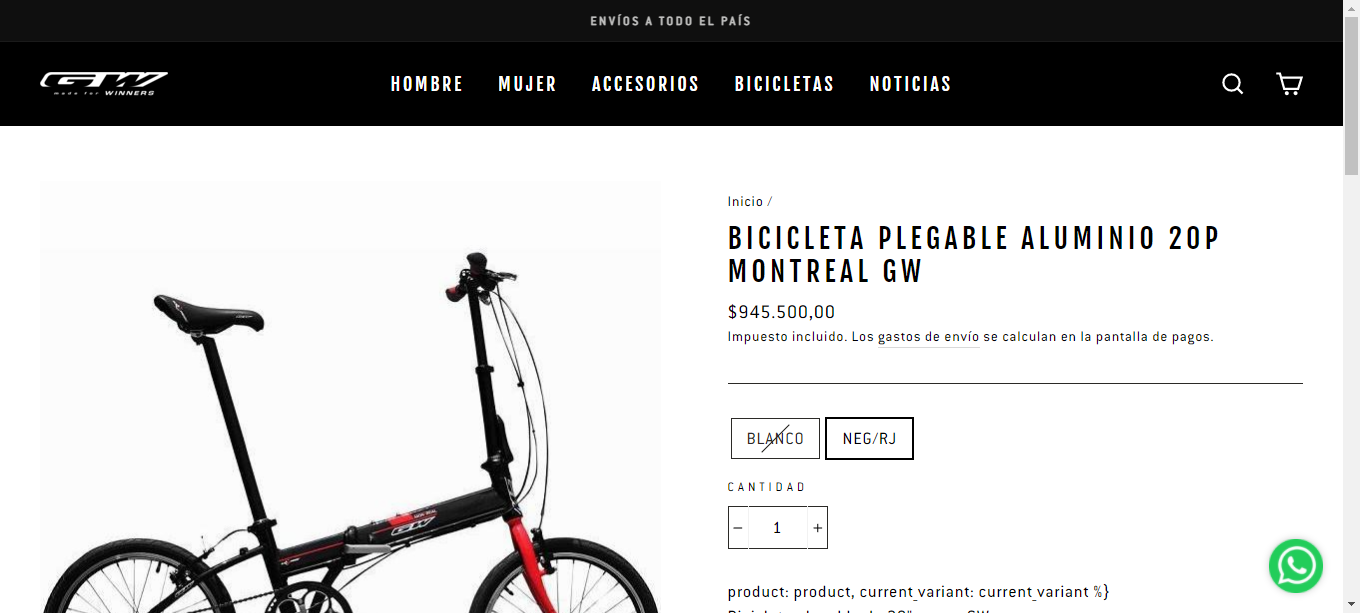 ENVÍOS A TODO EL PAÍS
GW
made for WINNERS
HOMBRE MUJER ACCESORIOS BICICLETAS NOTICIAS
Inicio /
BICICLETA PLEGABLE ALUMINIO 20P
MONTREAL GW
$945.500,00
Impuesto incluido. Los gastos de envío se calculan en la pantalla de pagos.
BLANCO NEG/RJ
CANTIDAD
− 1 +
MONTREAL
GW
product: product, current_variant: current_variant %}